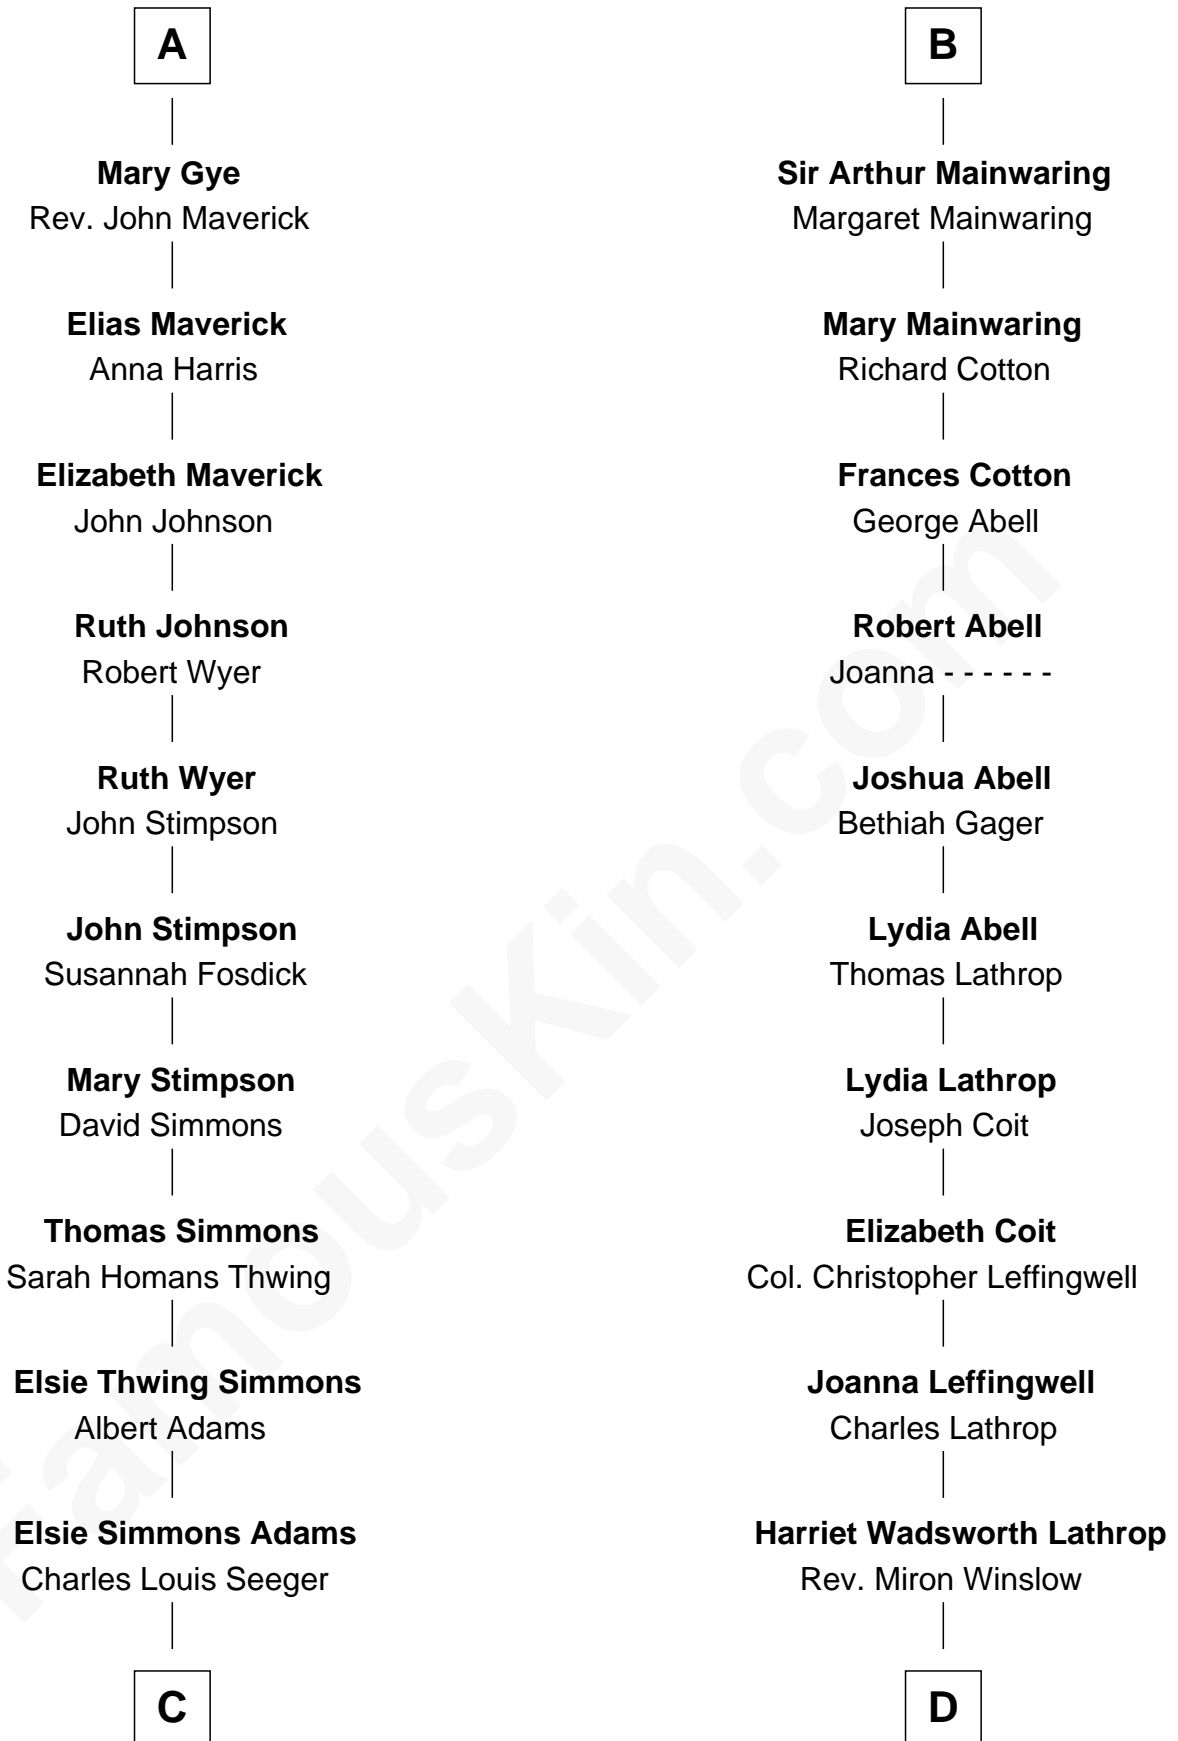 A
Mary Gye
Rev. John Maverick
Elias Maverick
Anna Harris
Elizabeth Maverick
John Johnson
Ruth Johnson
Robert Wyer
Ruth Wyer
John Stimpson
John Stimpson
Susannah Fosdick
Mary Stimpson
David Simmons
Thomas Simmons
Sarah Homans Thwing
Elsie Thwing Simmons
Albert Adams
Elsie Simmons Adams
Charles Louis Seeger
C
B
Sir Arthur Mainwaring
Margaret Mainwaring
Mary Mainwaring
Richard Cotton
Frances Cotton
George Abell
Robert Abell
Joanna - - - - - -
Joshua Abell
Bethiah Gager
Lydia Abell
Thomas Lathrop
Lydia Lathrop
Joseph Coit
Elizabeth Coit
Col. Christopher Leffingwell
Joanna Leffingwell
Charles Lathrop
Harriet Wadsworth Lathrop
Rev. Miron Winslow
D
FamousKin.com